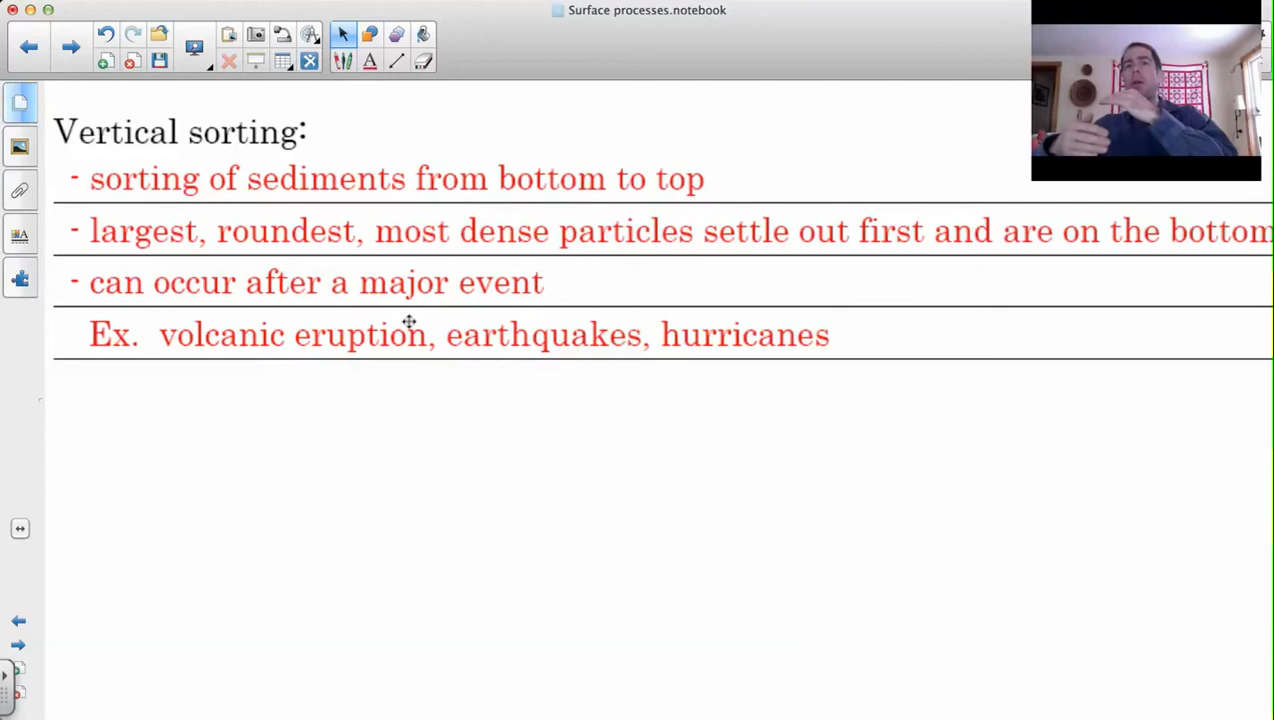 Surface processes.notebook
Vertical sorting:
- sorting of sediments from bottom to top
- largest, roundest, most dense particles settle out first and are on the bottom
- can occur after a major event
Ex. volcanic eruption, earthquakes, hurricanes